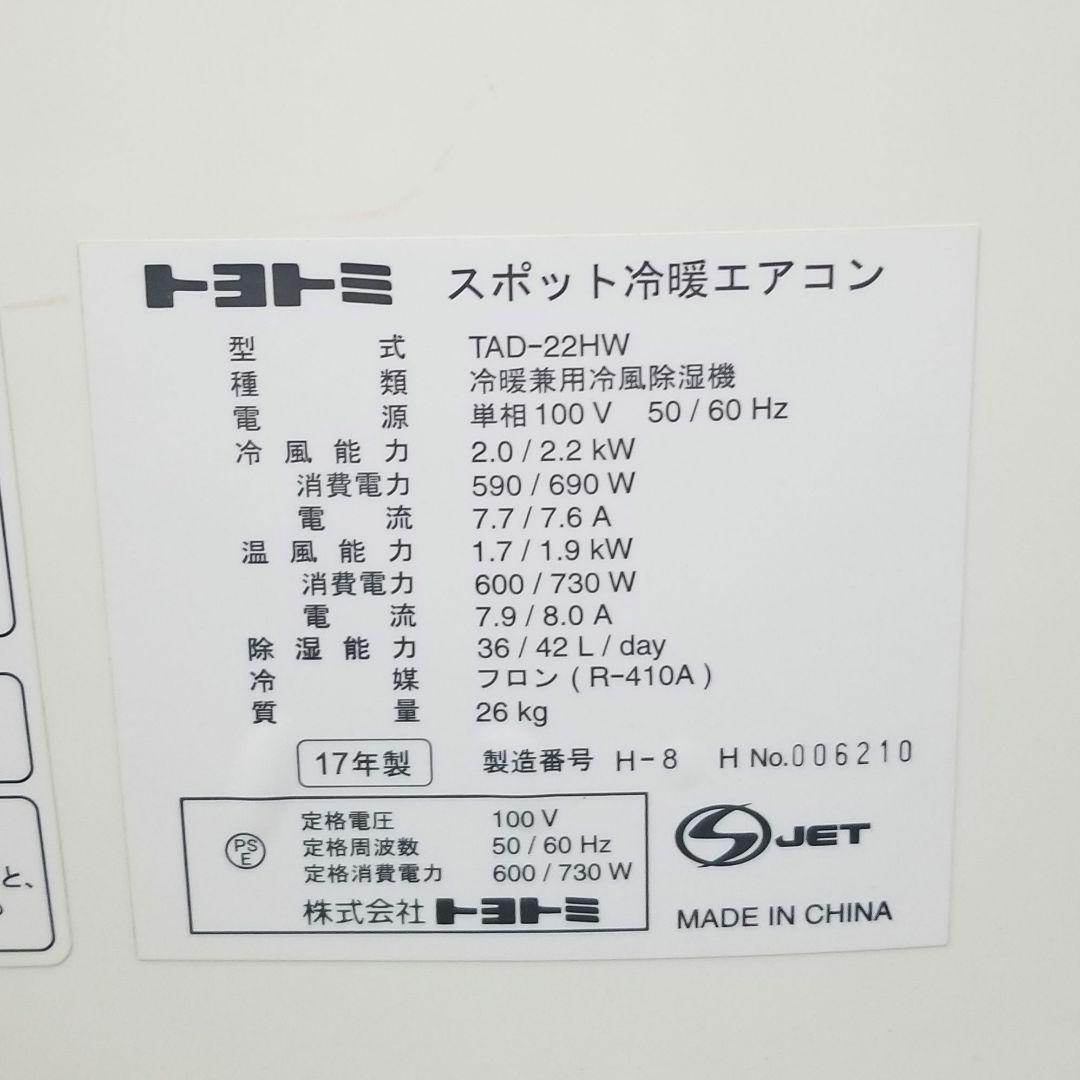 トヨトミ スポット冷暖エアコン
型式 TAD-22HW
種類 冷暖兼用冷風除湿機
電源 単相100 V 50 / 60 Hz
冷風能力 2.0 / 2.2 kW
消費電力 590 / 690 W
電流 7.7 / 7.6 A
温風能力 1.7 / 1.9 kW
消費電力 600 / 730 W
電流 7.9 / 8.0 A
除湿能力 36 / 42 L / day
冷媒 フロン ( R-410A )
質量 26 kg
17年製 製造番号 H-8 H No.006210
定格電圧 100 V
定格周波数 50 / 60 Hz
定格消費電力 600 / 730 W
PS
E
株式会社トヨトミ
JET
MADE IN CHINA
と、